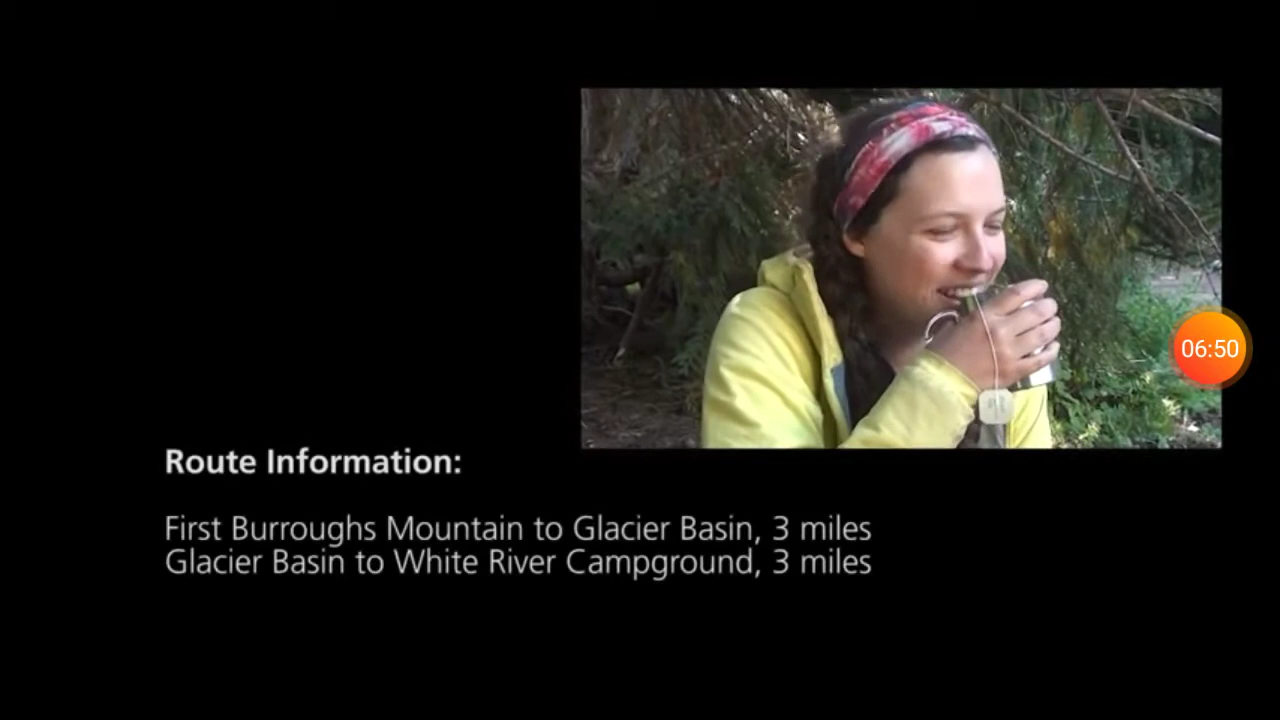 06:50
Route Information:
First Burroughs Mountain to Glacier Basin, 3 miles
Glacier Basin to White River Campground, 3 miles